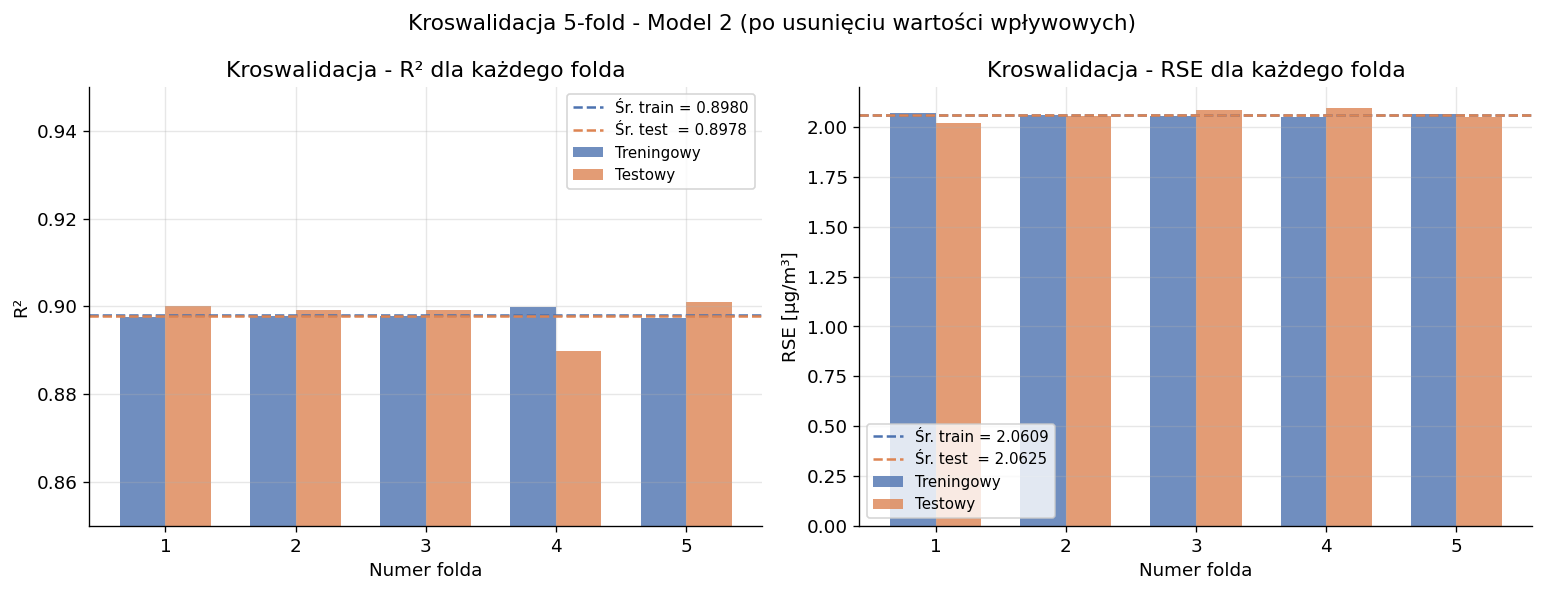 Kroswalidacja 5-fold - Model 2 (po usunięciu wartości wpływowych)
Kroswalidacja - R² dla każdego folda
R²
0.94
0.92
0.90
0.88
0.86
Śr. train = 0.8980
Śr. test = 0.8978
Treningowy
Testowy
1 2 3 4 5
Numer folda
Kroswalidacja - RSE dla każdego folda
RSE [µg/m³]
2.00
1.75
1.50
1.25
1.00
0.75
0.50
0.25
0.00
Śr. train = 2.0609
Śr. test = 2.0625
Treningowy
Testowy
1 2 3 4 5
Numer folda